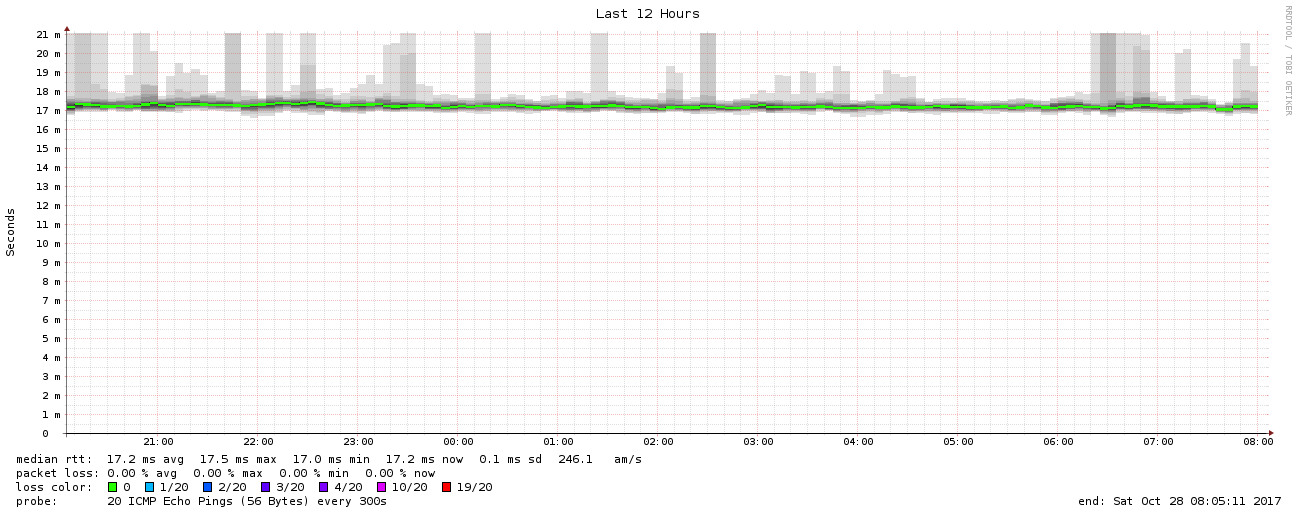 Last 12 Hours
RRDTOOL / TOBI OETIKER
Seconds
21 m
20 m
19 m
18 m
17 m
16 m
15 m
14 m
13 m
12 m
11 m
10 m
9 m
8 m
7 m
6 m
5 m
4 m
3 m
2 m
1 m
0
21:00 22:00 23:00 00:00 01:00 02:00 03:00 04:00 05:00 06:00 07:00 08:00
median rtt: 17.2 ms avg 17.5 ms max 17.0 ms min 17.2 ms now 0.1 ms sd 246.1 am/s
packet loss: 0.00 % avg 0.00 % max 0.00 % min 0.00 % now
loss color: 0 1/20 2/20 3/20 4/20 10/20 19/20
probe: 20 ICMP Echo Pings (56 Bytes) every 300s end: Sat Oct 28 08:05:11 2017